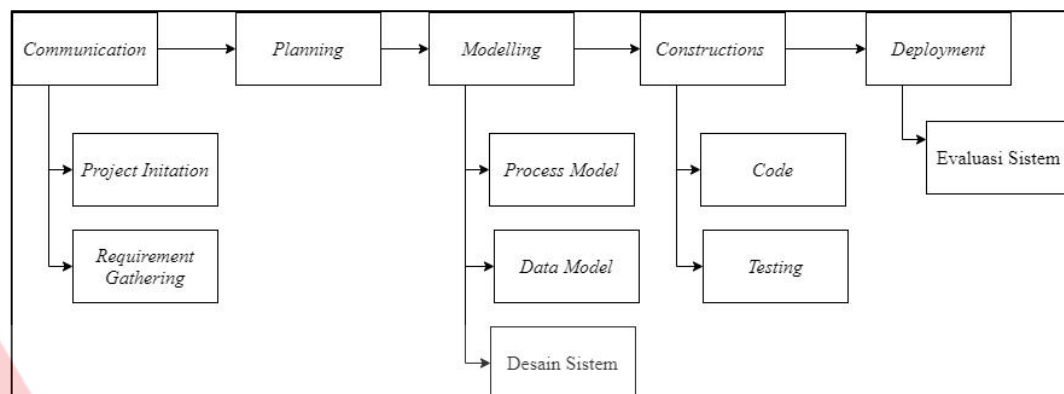 Communication
Planning
Modelling
Constructions
Deployment
Project Initation
Requirement
Gathering
Process Model
Data Model
Desain Sistem
Code
Testing
Evaluasi Sistem